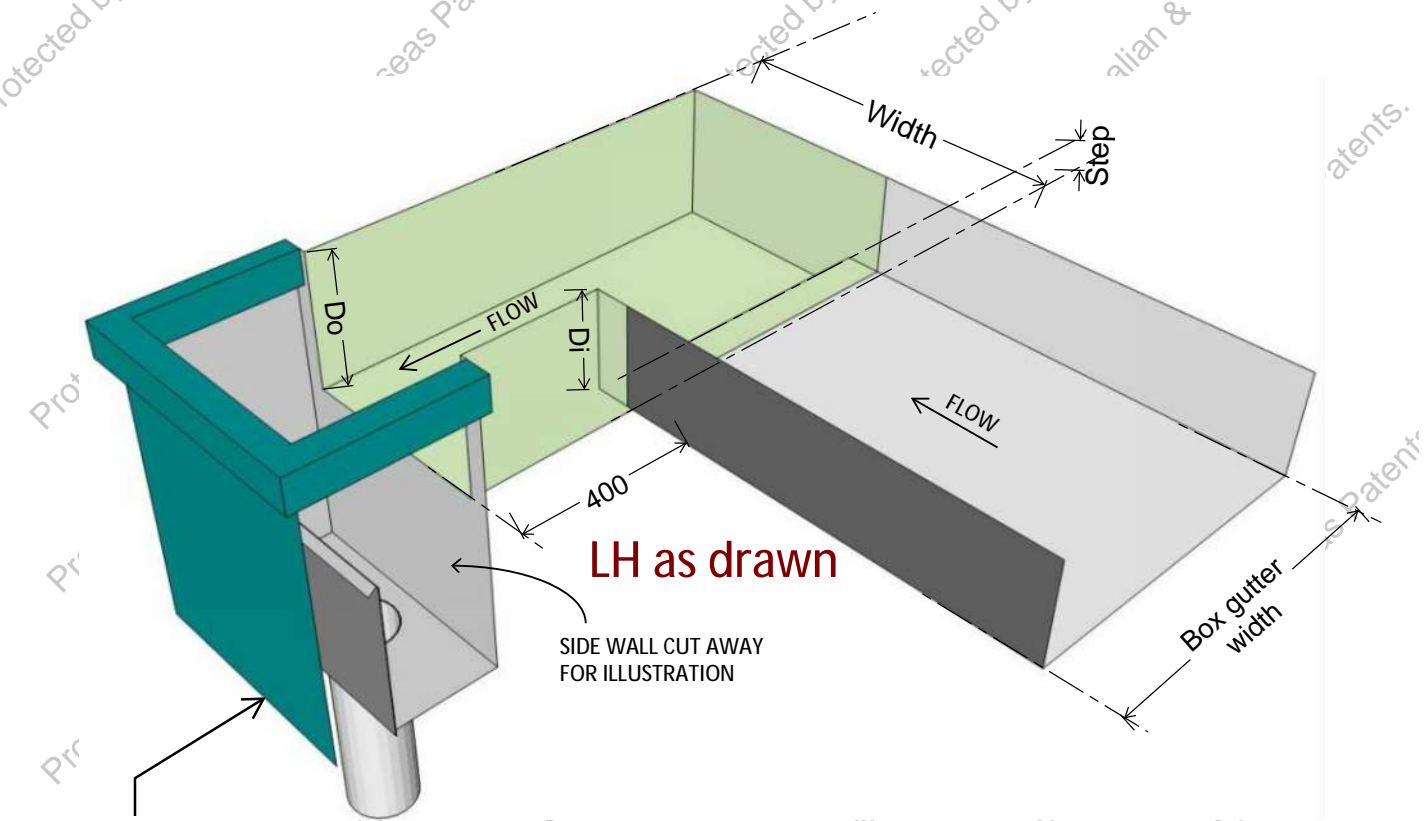 Width
Step
Do
FLOW
Di
FLOW
400
LH as drawn
Box gutter
width
SIDE WALL CUT AWAY
FOR ILLUSTRATION